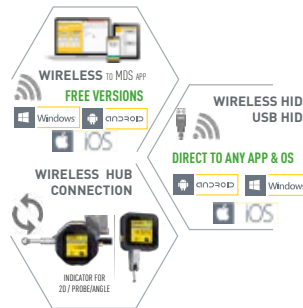 WIRELESS TO MDS APP
FREE VERSIONS
Windows android
iOS
WIRELESS HID
USB HID
DIRECT TO ANY APP & OS
android Windows
iOS
WIRELESS HUB
CONNECTION
INDICATOR FOR
2D / PROBE/ANGLE